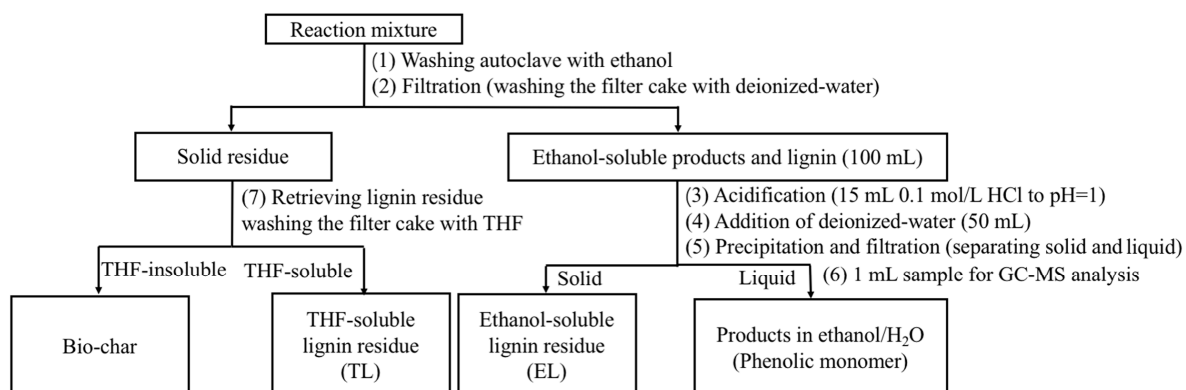 Reaction mixture
(1) Washing autoclave with ethanol
(2) Filtration (washing the filter cake with deionized-water)
Solid residue
Ethanol-soluble products and lignin (100 mL)
(7) Retrieving lignin residue
washing the filter cake with THF
(3) Acidification (15 mL 0.1 mol/L HCl to pH=1)
(4) Addition of deionized-water (50 mL)
(5) Precipitation and filtration (separating solid and liquid)
THF-insoluble
THF-soluble
Solid
Liquid
(6) 1 mL sample for GC-MS analysis
Bio-char
THF-soluble
lignin residue
(TL)
Ethanol-soluble
lignin residue
(EL)
Products in ethanol/H₂O
(Phenolic monomer)